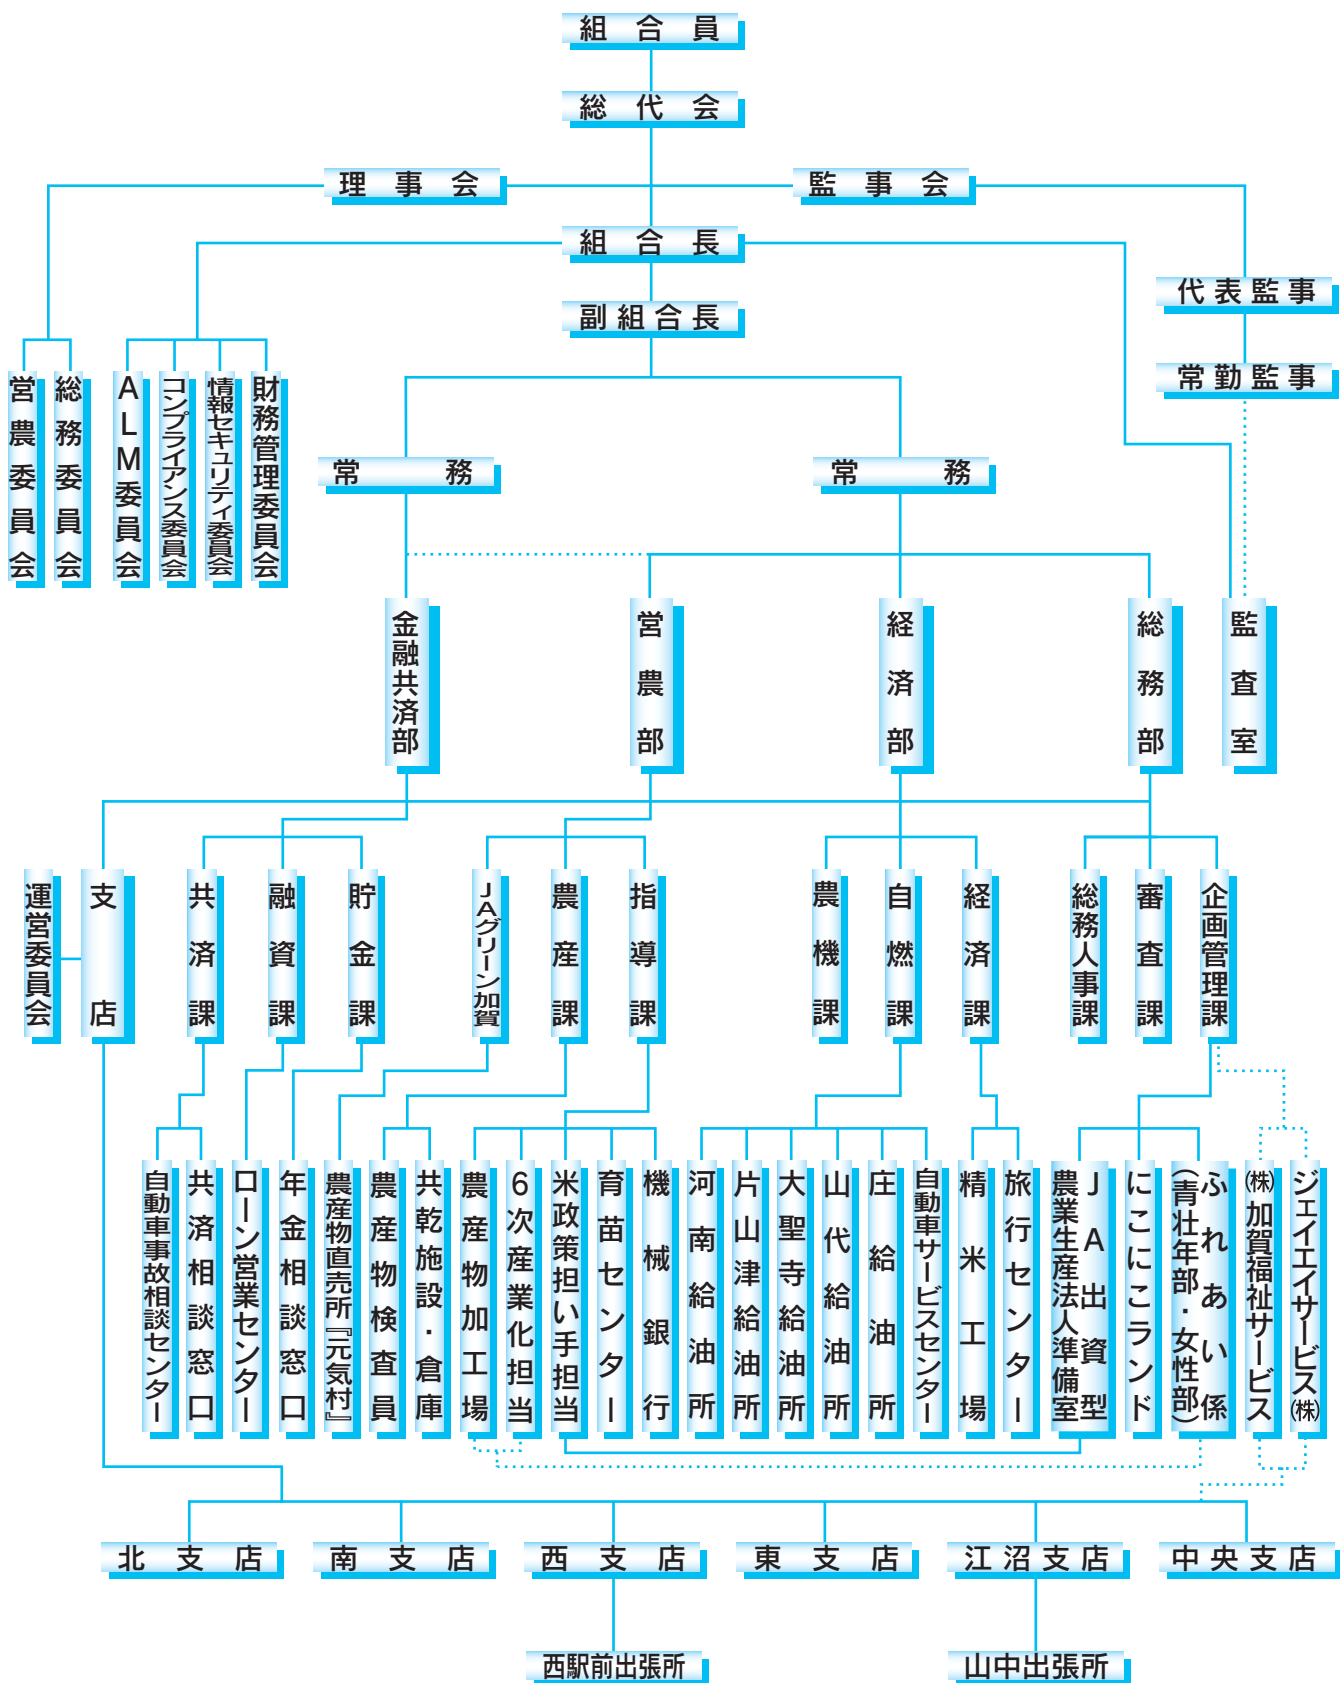 組合員
総代会
理事会
監事会
組合長
副組合長
代表監事
常勤監事
営農委員会
総務委員会
ALM委員会
コンプライアンス委員会
情報セキュリティ委員会
財務管理委員会
常務
常務
金融共済部
営農部
経済部
総務部
監査室
運営委員会
支店
共済課
融資課
貯金課
JAグリーン加賀
農産課
指導課
農機課
自燃課
経済課
総務人事課
審査課
企画管理課
自動車事故相談センター
共済相談窓口
ローン営業センター
年金相談窓口
農産物直売所『元気村』
農産物検査員
共乾施設・倉庫
農産物加工場
6次産業化担当
米政策担い手担当
育苗センター
機械銀行
河南給油所
片山津給油所
大聖寺給油所
山代給油所
庄給油所
自動車サービスセンター
精米工場
旅行センター
JA出資型
農業生産法人準備室
にこにこランド
ふれあい係
(青壮年部・女性部)
㈱加賀福祉サービス
ジェイエイサービス㈱
北支店
南支店
西支店
東支店
江沼支店
中央支店
西駅前出張所
山中出張所